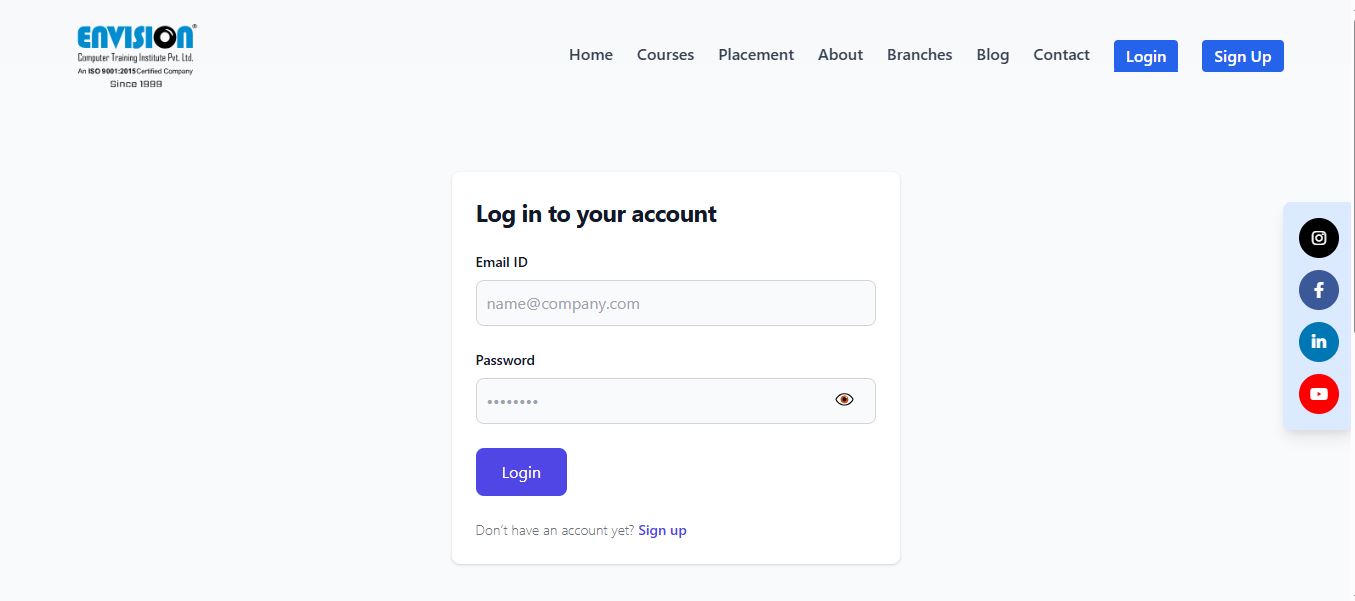 ENVISION®
Computer Training Institute Pvt. Ltd.
An ISO 9001:2015 Certified Company
Since 1999
Home Courses Placement About Branches Blog Contact Login Sign Up
Log in to your account
Email ID
name@company.com
Password
••••••••
Login
Don’t have an account yet? Sign up